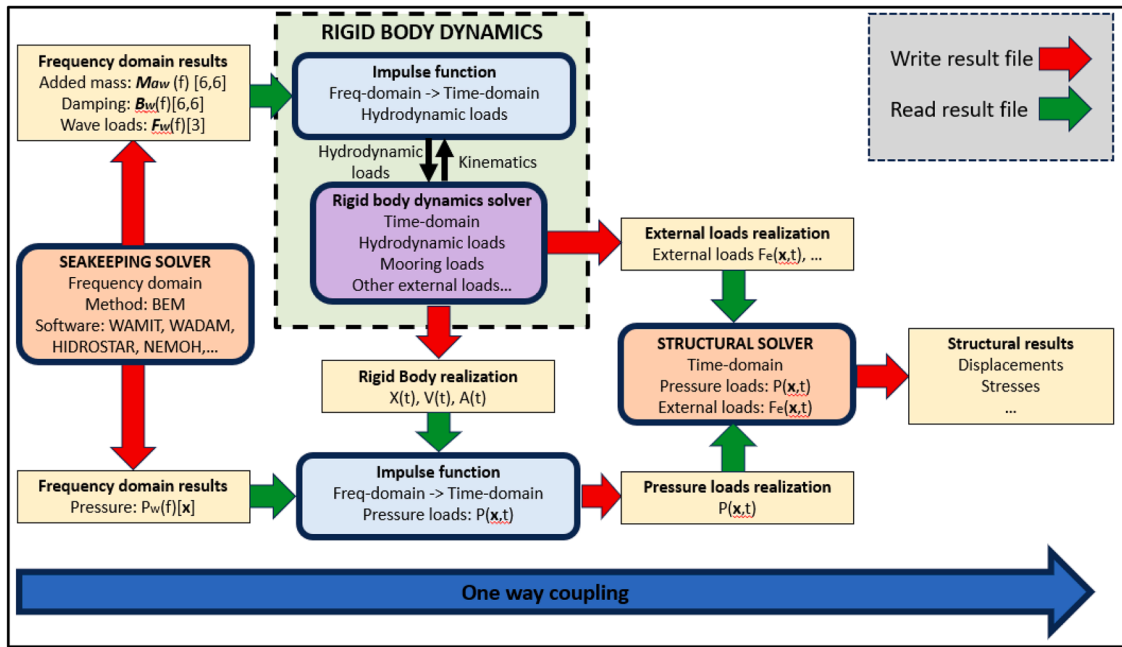 RIGID BODY DYNAMICS
Frequency domain results
Added mass: Maw (f) [6,6]
Damping: Bw(f)[6,6]
Wave loads: Fw(f)[3]
Impulse function
Freq-domain -> Time-domain
Hydrodynamic loads
Write result file
Read result file
Hydrodynamic
loads
Kinematics
Rigid body dynamics solver
Time-domain
Hydrodynamic loads
Mooring loads
Other external loads…
External loads realization
External loads Fe(x,t), …
SEAKEEPING SOLVER
Frequency domain
Method: BEM
Software: WAMIT, WADAM,
HIDROSTAR, NEMOH,…
STRUCTURAL SOLVER
Time-domain
Pressure loads: P(x,t)
External loads: Fe(x,t)
Structural results
Displacements
Stresses
…
Rigid Body realization
X(t), V(t), A(t)
Frequency domain results
Pressure: Pw(f)[x]
Impulse function
Freq-domain -> Time-domain
Pressure loads: P(x,t)
Pressure loads realization
P(x,t)
One way coupling